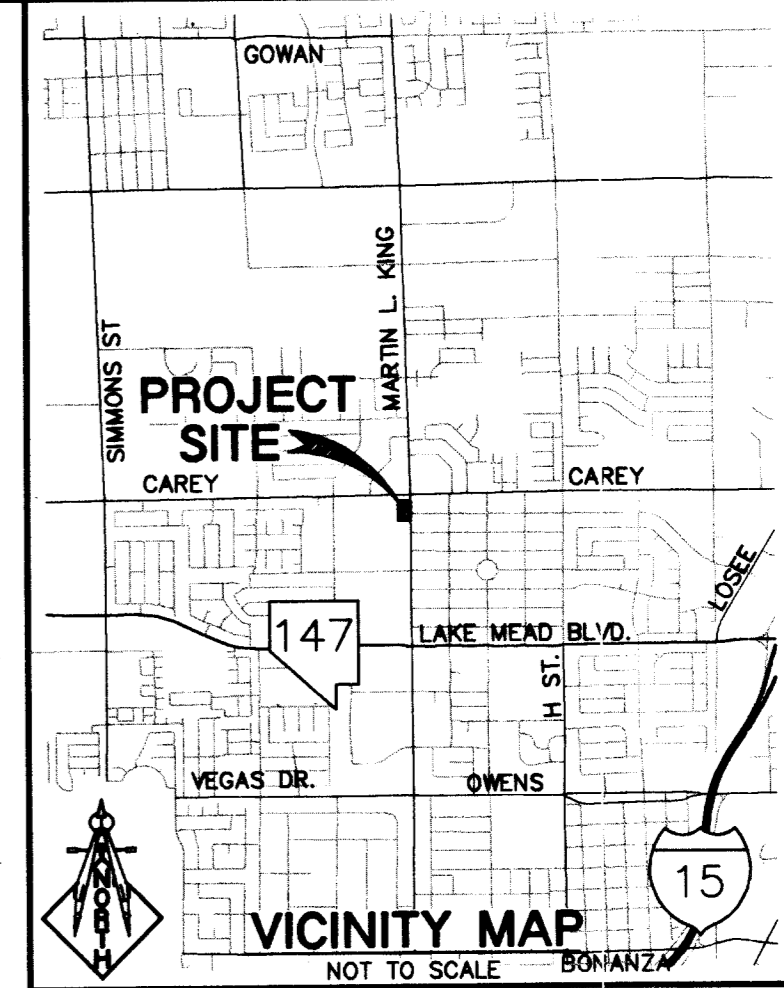 GOWAN
MARTIN L. KING
SIMMONS ST
PROJECT
SITE
CAREY
CAREY
LOSEE
147
LAKE MEAD BLVD.
H ST.
VEGAS DR.
OWENS
15
NORTH
VICINITY MAP
NOT TO SCALE
BONANZA